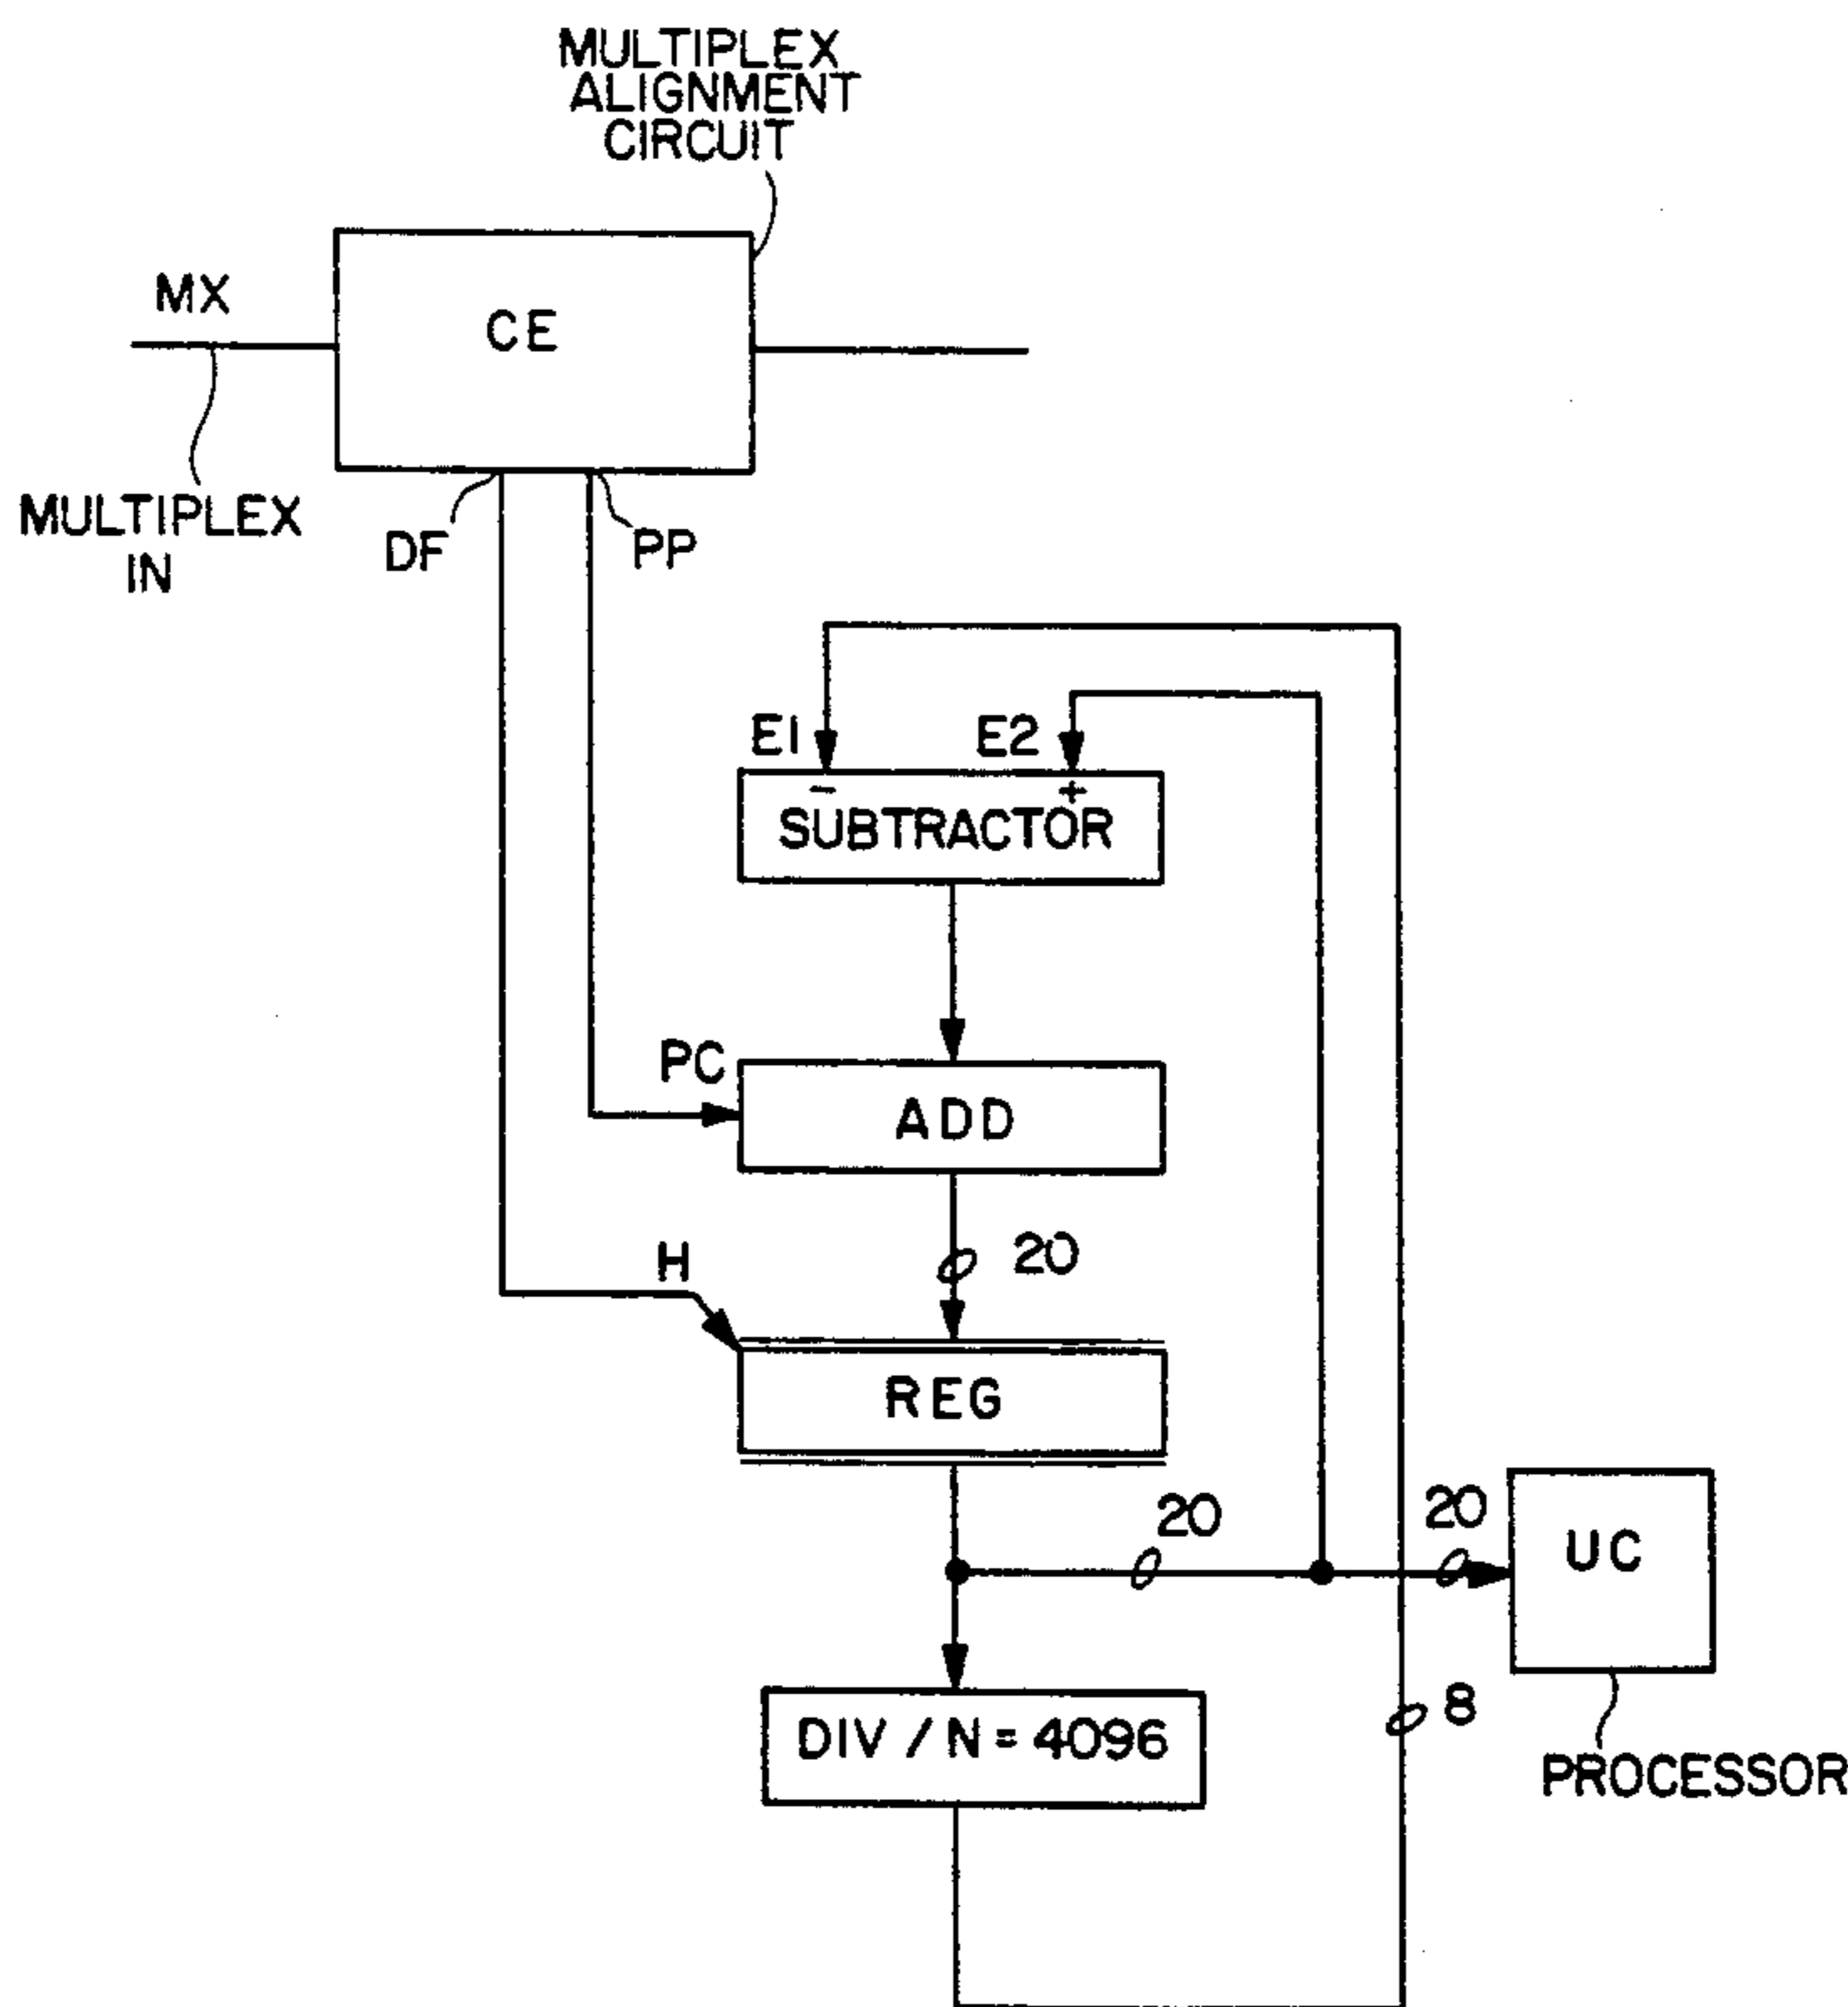 MULTIPLEX
ALIGNMENT
CIRCUIT
MX
CE
MULTIPLEX
IN
DF
PP
E1
E2
- +
SUBTRACTOR
PC
ADD
H
20
REG
20
20
UC
DIV / N = 4096
8
PROCESSOR